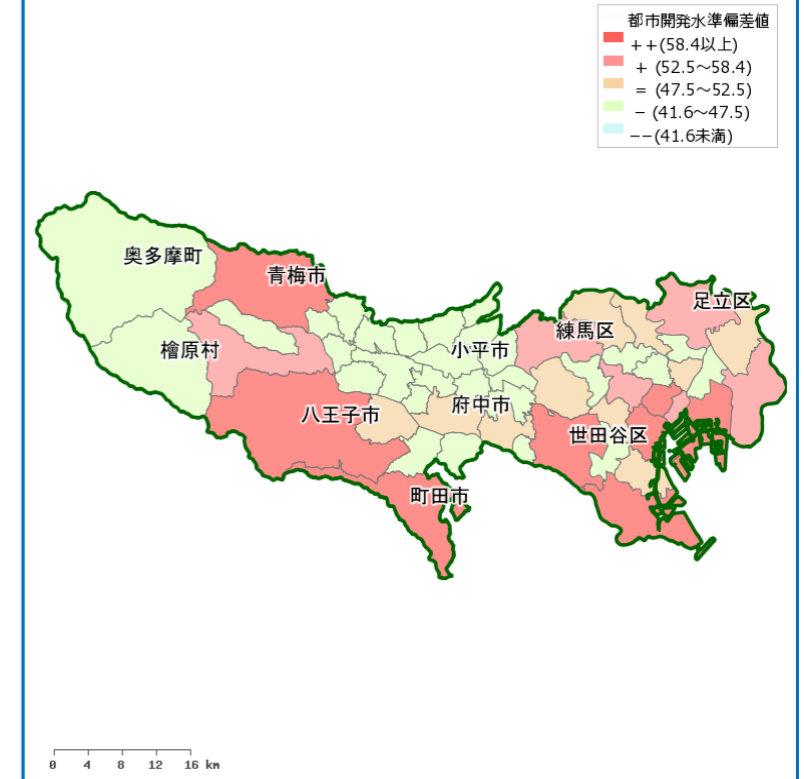 都市開発水準偏差値
++(58.4以上)
+ (52.5～58.4)
= (47.5～52.5)
− (41.6～47.5)
−−(41.6未満)
奥多摩町
青梅市
足立区
練馬区
檜原村
小平市
八王子市
府中市
世田谷区
町田市
0 4 8 12 16 km